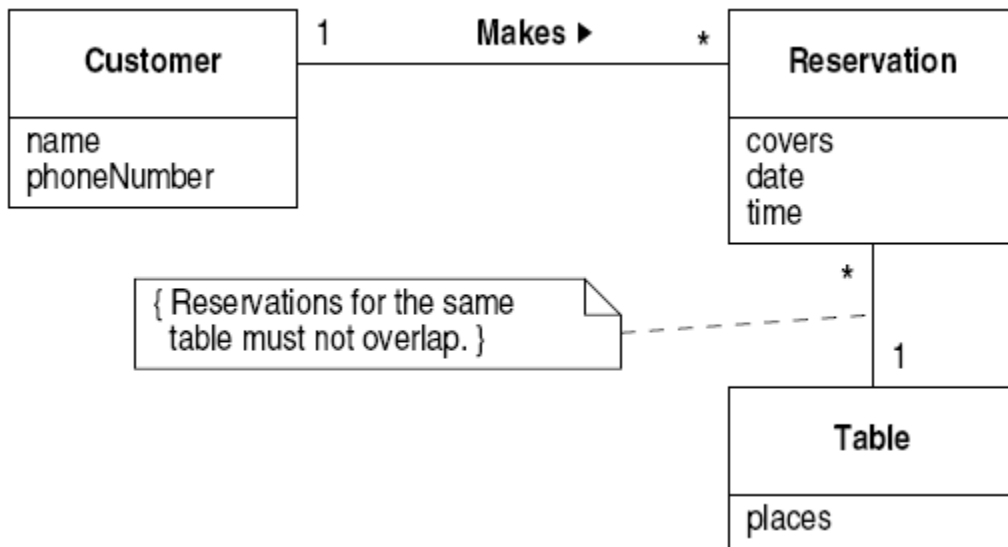 1 Makes ▶ *
Customer
Reservation
name
phoneNumber
covers
date
time
*
{ Reservations for the same
table must not overlap. }
1
Table
places